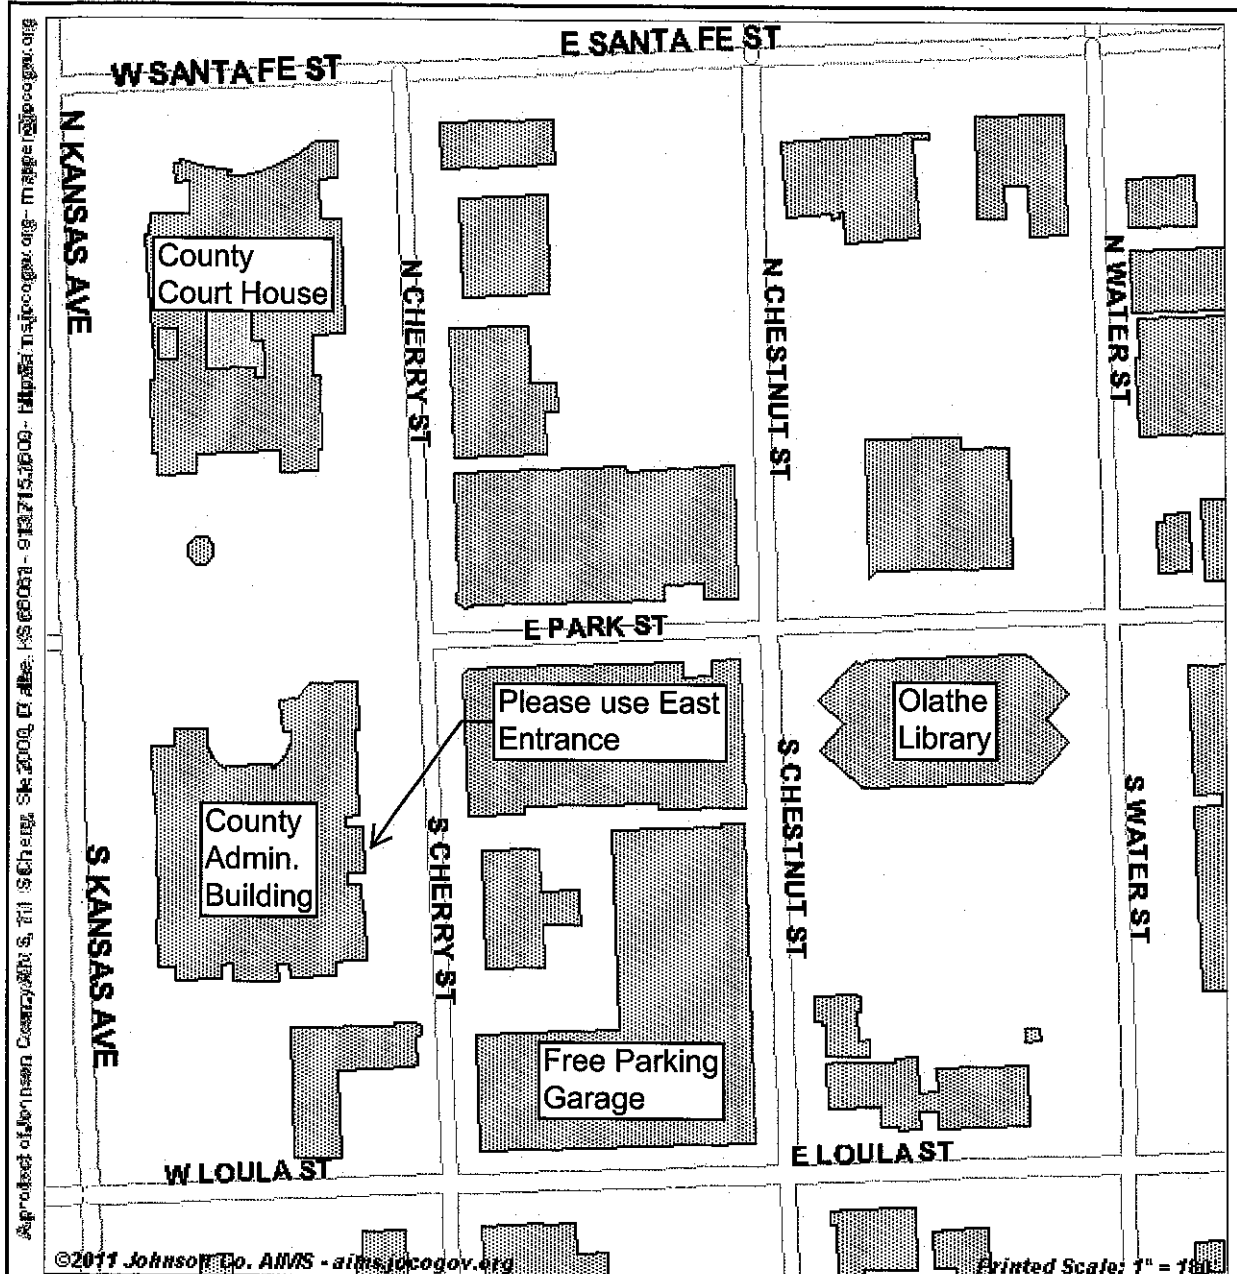 E SANTA FE ST
W SANTA FE ST
N KANSAS AVE
County
Court House
N CHERRY ST
N CHESTNUT ST
N WATER ST
E PARK ST
Please use East
Entrance
Olathe
Library
County
Admin.
Building
S KANSAS AVE
S CHERRY ST
S CHESTNUT ST
S WATER ST
Free Parking
Garage
W LOULA ST
E LOULA ST
©2011 Johnson Co. AIMS - aims.jocogov.org
Printed Scale: 1" =